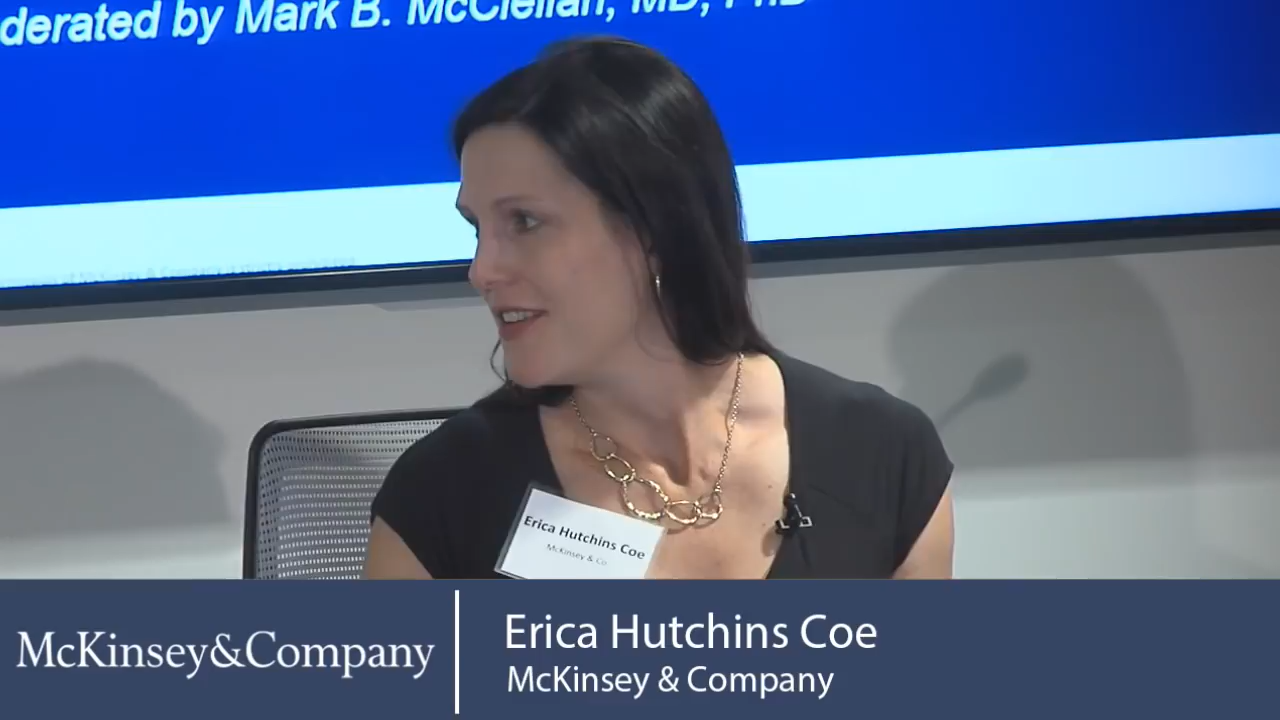 derated by Mark B. McClellan, MD, PhD
Erica Hutchins Coe
McKinsey & Co
McKinsey&Company
Erica Hutchins Coe
McKinsey & Company